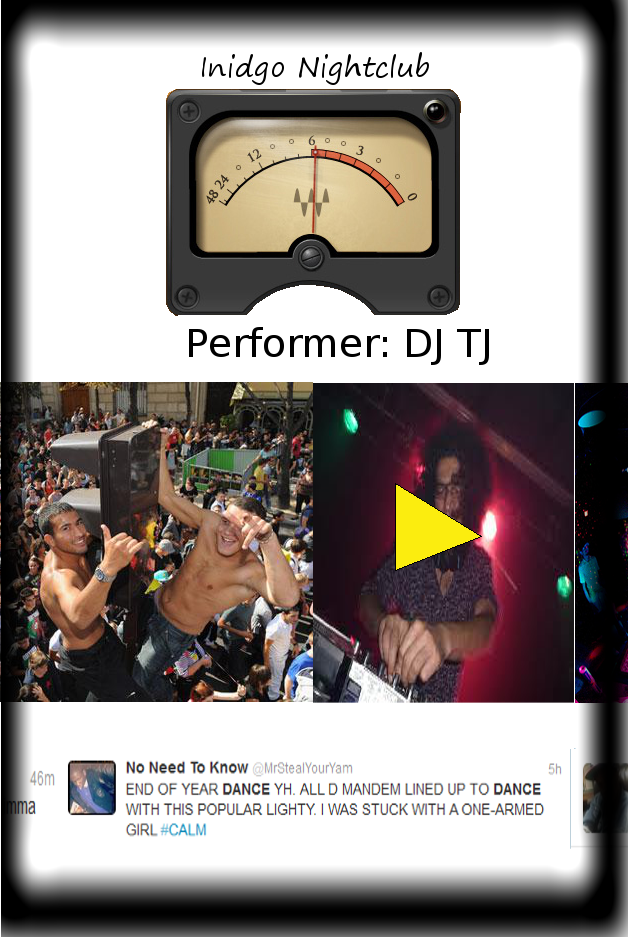 Inidgo Nightclub
48 24 12 6 3 0
Performer: DJ TJ
46m
mma
No Need To Know @MrStealYourYam 5h
END OF YEAR DANCE YH. ALL D MANDEM LINED UP TO DANCE
WITH THIS POPULAR LIGHTY. I WAS STUCK WITH A ONE-ARMED
GIRL #CALM